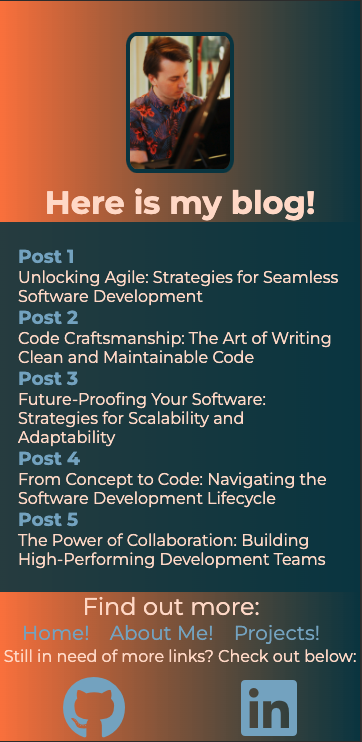 Here is my blog!
Post 1
Unlocking Agile: Strategies for Seamless
Software Development
Post 2
Code Craftsmanship: The Art of Writing
Clean and Maintainable Code
Post 3
Future-Proofing Your Software:
Strategies for Scalability and
Adaptability
Post 4
From Concept to Code: Navigating the
Software Development Lifecycle
Post 5
The Power of Collaboration: Building
High-Performing Development Teams
Find out more:
Home! About Me! Projects!
Still in need of more links? Check out below:
in